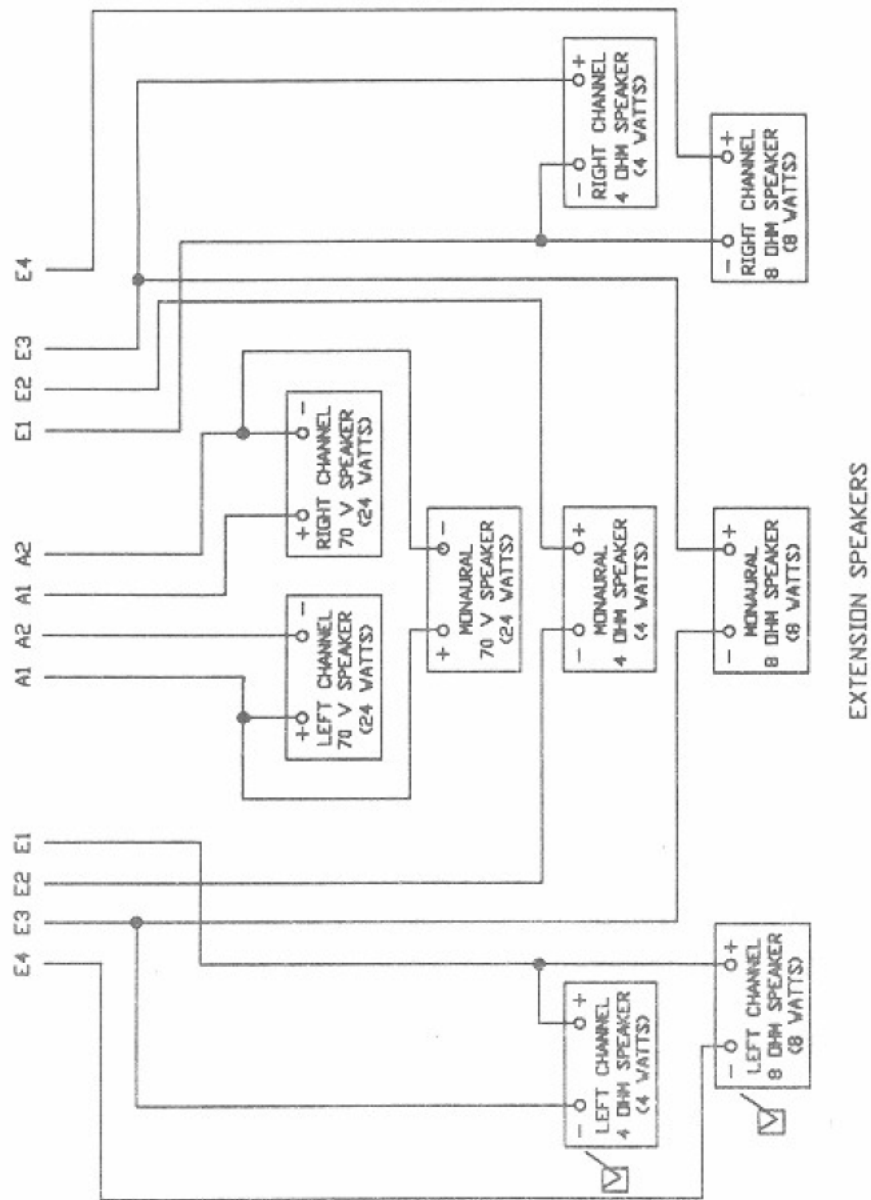 E4
E3
E2
E1
A2
A1
A2
A1
E1
E2
E3
E4
- +
RIGHT CHANNEL
4 OHM SPEAKER
(4 WATTS)
- +
RIGHT CHANNEL
8 OHM SPEAKER
(8 WATTS)
+ -
RIGHT CHANNEL
70 V SPEAKER
(24 WATTS)
+ -
LEFT CHANNEL
70 V SPEAKER
(24 WATTS)
+ -
MONAURAL
70 V SPEAKER
(24 WATTS)
- +
MONAURAL
4 OHM SPEAKER
(4 WATTS)
- +
MONAURAL
8 OHM SPEAKER
(8 WATTS)
- +
LEFT CHANNEL
4 OHM SPEAKER
(4 WATTS)
- +
LEFT CHANNEL
8 OHM SPEAKER
(8 WATTS)
V
V
EXTENSION SPEAKERS